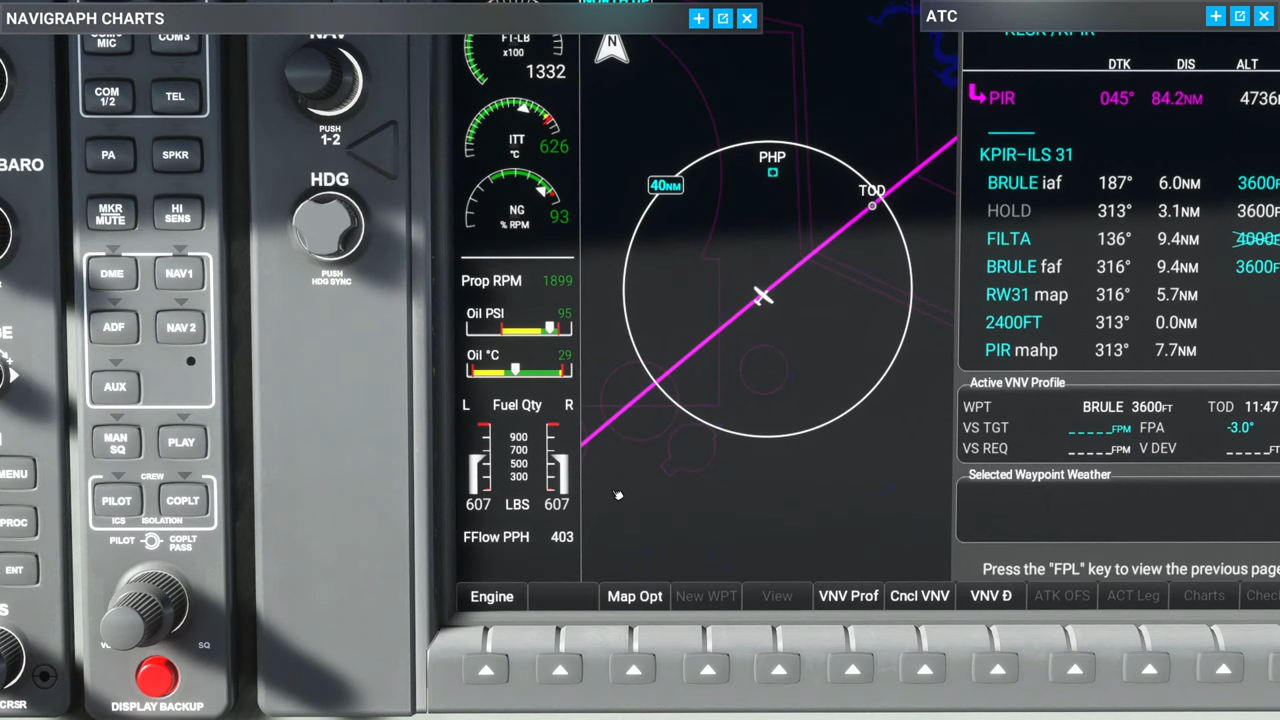 NAVIGRAPH CHARTS
ATC
MIC
COM3
COM
1/2
TEL
PA
SPKR
MKR
MUTE
HI
SENS
DME
NAV1
ADF
NAV 2
AUX
MAN
SQ
PLAY
CREW
PILOT
COPLT
ICS
ISOLATION
PILOT
COPLT
PASS
SQ
DISPLAY BACKUP
BARO
MENU
PROC
ENT
CRSR
NAV
PUSH
1-2
HDG
PUSH
HDG SYNC
FT-LB
x100
1332
ITT
°C
626
NG
% RPM
93
Prop RPM 1899
Oil PSI 95
Oil °C 29
L Fuel Qty R
900
700
500
300
607 LBS 607
FFlow PPH 403
N
40NM
PHP
TOD
DTK DIS ALT
PIR 045° 84.2NM 4736
KPIR–ILS 31
BRULE iaf 187° 6.0NM 3600F
HOLD 313° 3.1NM 3600F
FILTA 136° 9.4NM 4000F
BRULE faf 316° 9.4NM 3600F
RW31 map 316° 5.7NM
2400FT 313° 0.0NM
PIR mahp 313° 7.7NM
Active VNV Profile
WPT BRULE 3600FT TOD 11:47
VS TGT _____FPM FPA -3.0°
VS REQ _____FPM V DEV _____FT
Selected Waypoint Weather
Press the "FPL" key to view the previous page
Engine Map Opt New WPT View VNV Prof Cncl VNV VNV Đ ATK OFS ACT Leg Charts Chec